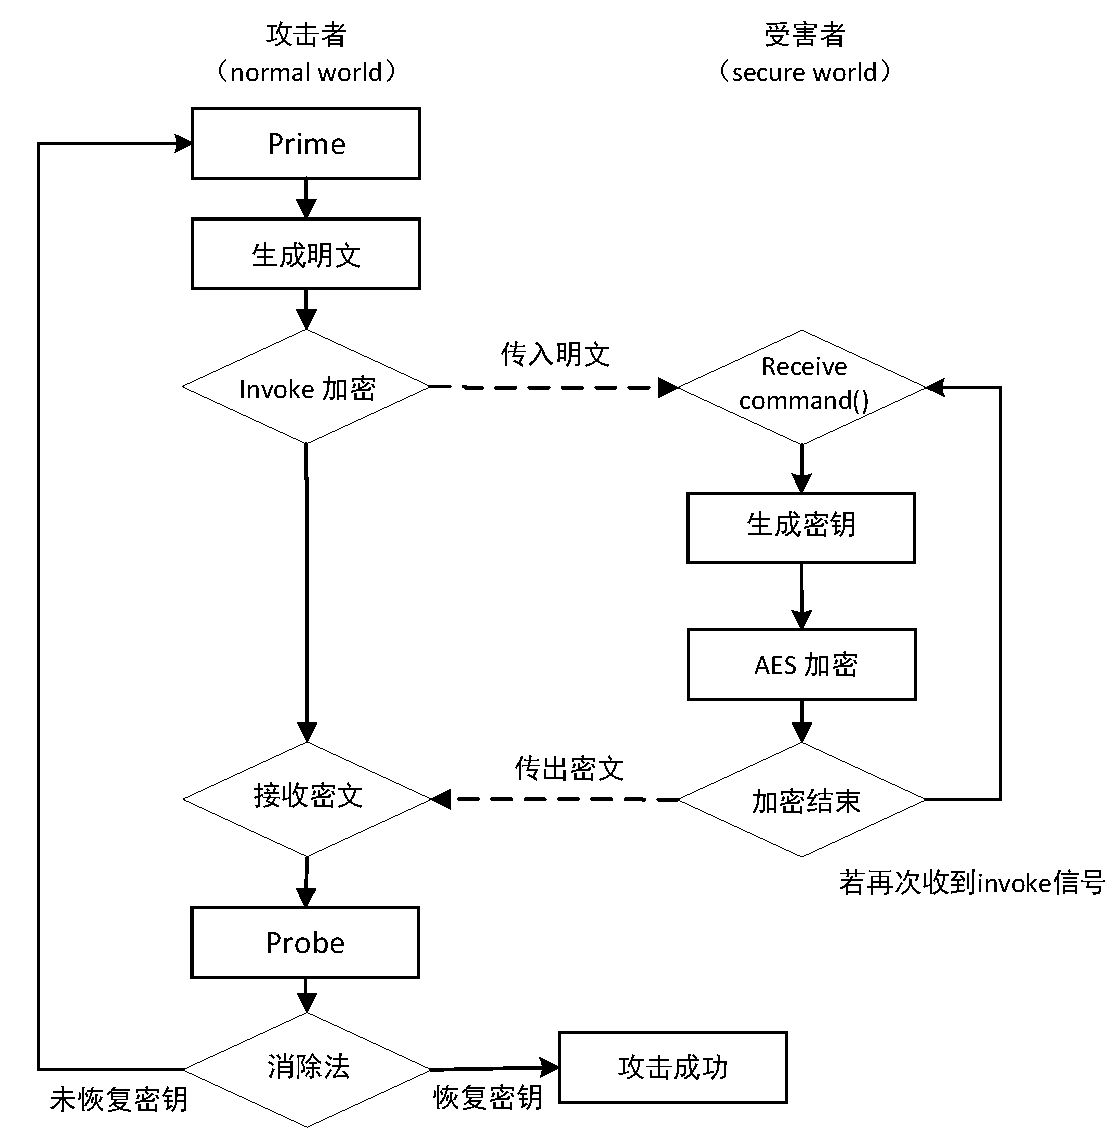 攻击者
（normal world）
受害者
（secure world）
Prime
生成明文
Invoke 加密
传入明文
Receive
command()
生成密钥
AES 加密
接收密文
传出密文
加密结束
若再次收到invoke信号
Probe
消除法
攻击成功
未恢复密钥
恢复密钥